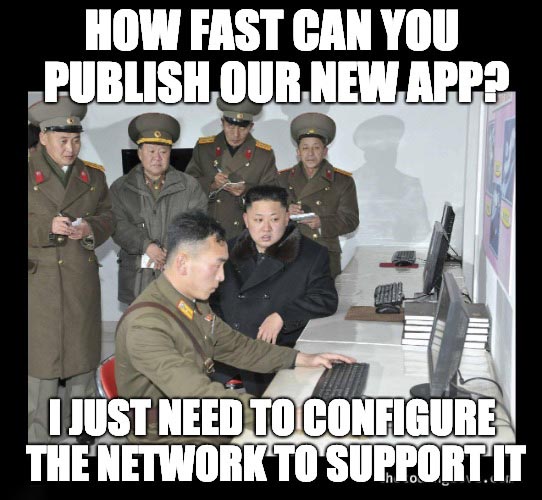 HOW FAST CAN YOU
PUBLISH OUR NEW APP?
I JUST NEED TO CONFIGURE
THE NETWORK TO SUPPORT IT